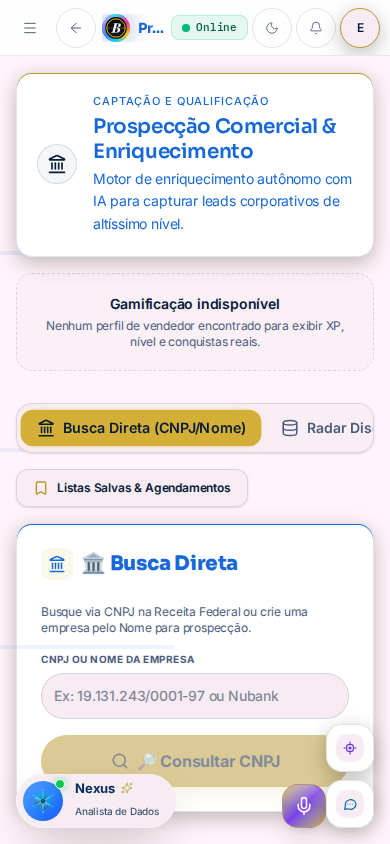 B Pr... Online E
CAPTAÇÃO E QUALIFICAÇÃO
Prospecção Comercial &
Enriquecimento
Motor de enriquecimento autônomo com
IA para capturar leads corporativos de
altíssimo nível.
Gamificação indisponível
Nenhum perfil de vendedor encontrado para exibir XP,
nível e conquistas reais.
Busca Direta (CNPJ/Nome) Radar Dis
Listas Salvas & Agendamentos
🏛️ Busca Direta
Busque via CNPJ na Receita Federal ou crie uma
empresa pelo Nome para prospecção.
CNPJ OU NOME DA EMPRESA
Ex: 19.131.243/0001-97 ou Nubank
🔎 Consultar CNPJ
Nexus
Analista de Dados